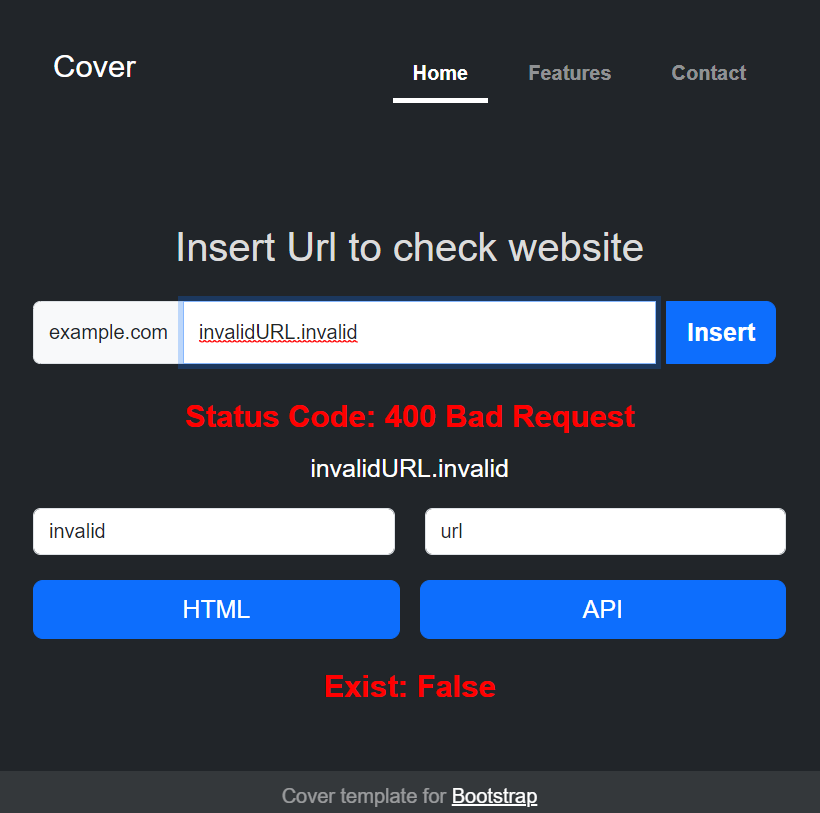 Cover
Home Features Contact
Insert Url to check website
example.com invalidURL.invalid Insert
Status Code: 400 Bad Request
invalidURL.invalid
invalid url
HTML API
Exist: False
Cover template for Bootstrap